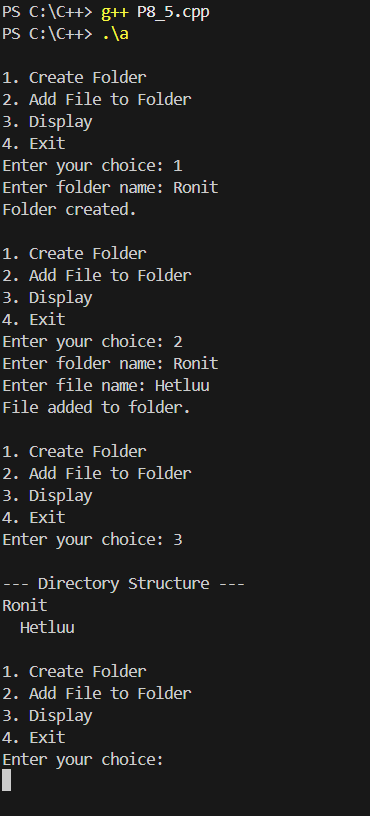 PS C:\C++> g++ P8_5.cpp
PS C:\C++> .\a
1. Create Folder
2. Add File to Folder
3. Display
4. Exit
Enter your choice: 1
Enter folder name: Ronit
Folder created.
1. Create Folder
2. Add File to Folder
3. Display
4. Exit
Enter your choice: 2
Enter folder name: Ronit
Enter file name: Hetluu
File added to folder.
1. Create Folder
2. Add File to Folder
3. Display
4. Exit
Enter your choice: 3
--- Directory Structure ---
Ronit
  Hetluu
1. Create Folder
2. Add File to Folder
3. Display
4. Exit
Enter your choice: